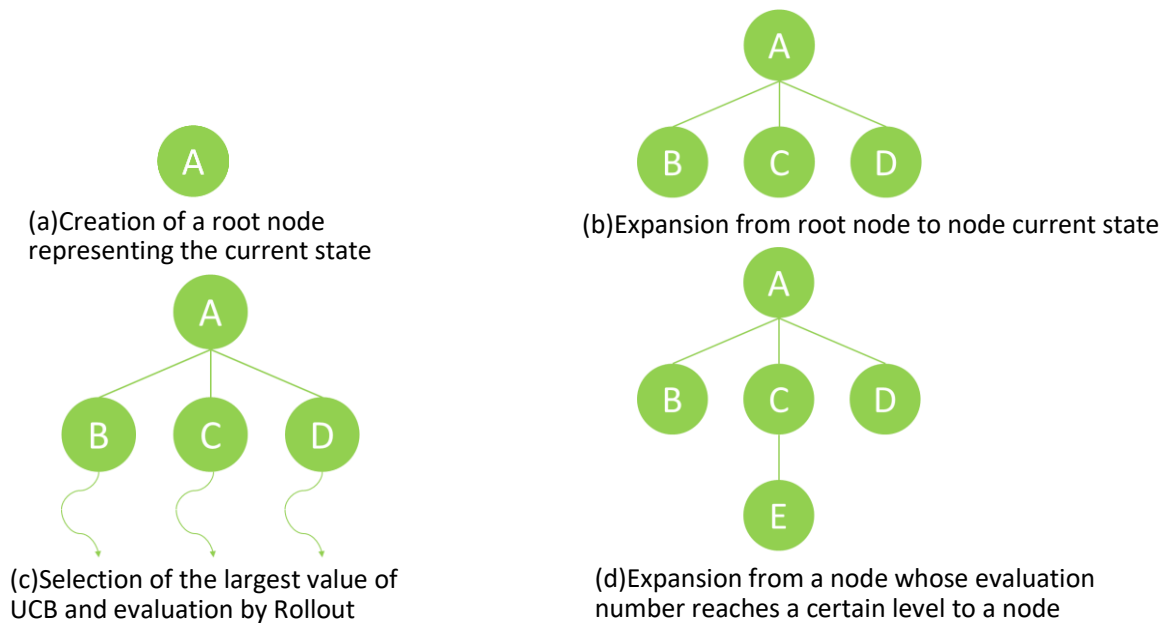 A
(a)Creation of a root node
representing the current state
A
B C D
(b)Expansion from root node to node current state
A
B C D
(c)Selection of the largest value of
UCB and evaluation by Rollout
A
B C D
E
(d)Expansion from a node whose evaluation
number reaches a certain level to a node